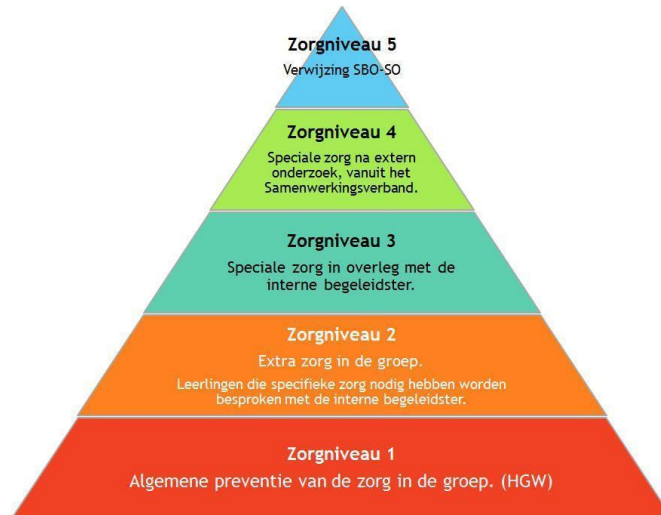 Zorgniveau 5
Verwijzing SBO-SO
Zorgniveau 4
Speciale zorg na extern
onderzoek, vanuit het
Samenwerkingsverband.
Zorgniveau 3
Speciale zorg in overleg met de
interne begeleidster.
Zorgniveau 2
Extra zorg in de groep.
Leerlingen die specifieke zorg nodig hebben worden
besproken met de interne begeleidster.
Zorgniveau 1
Algemene preventie van de zorg in de groep. (HGW)